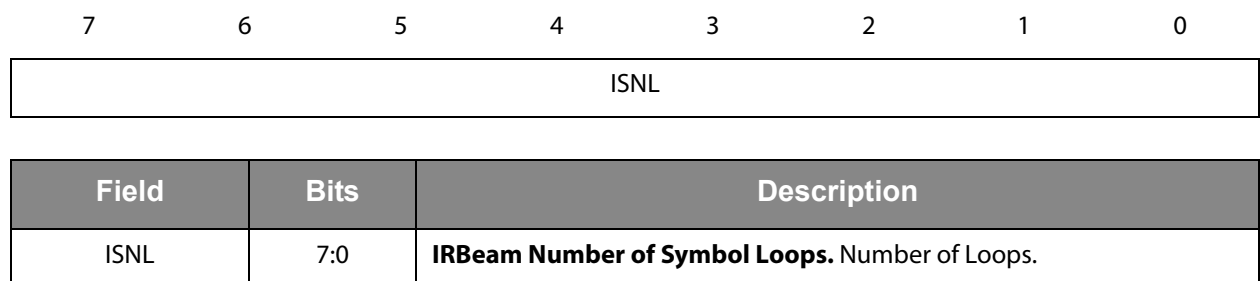 7 6 5 4 3 2 1 0
ISNL
Field Bits Description
ISNL 7:0 IRBeam Number of Symbol Loops. Number of Loops.